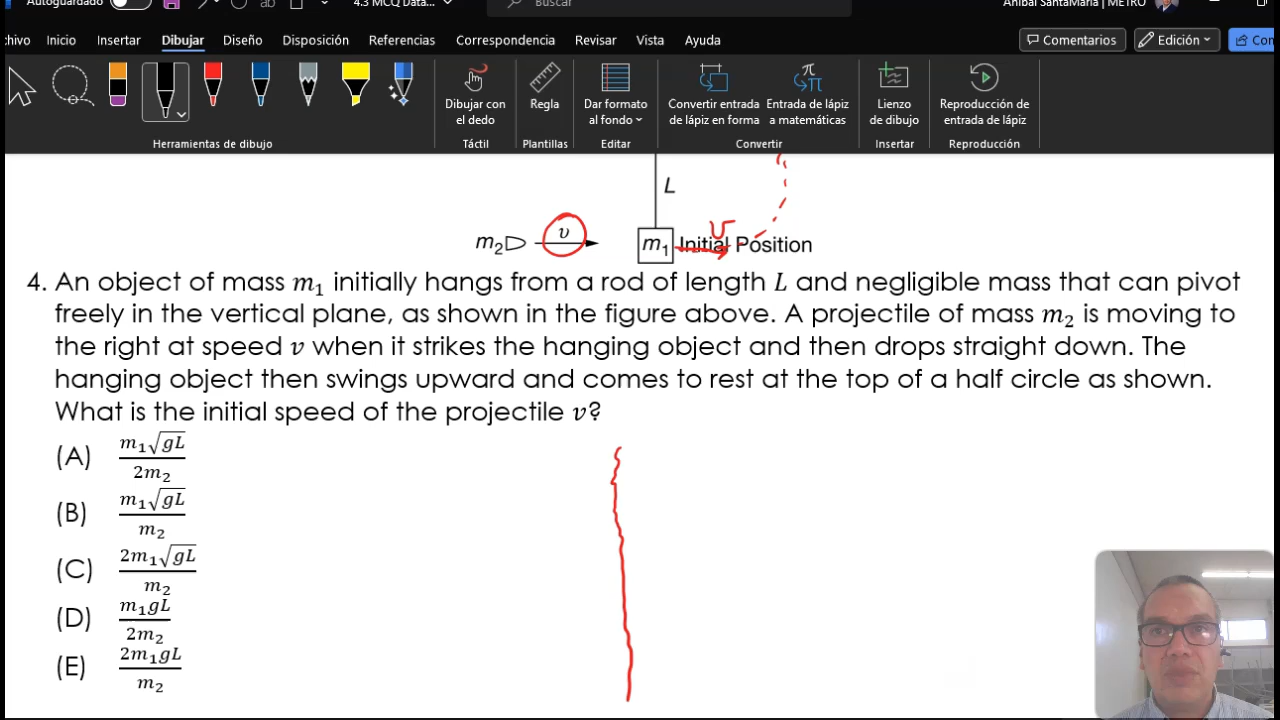 Autoguardado 4.3 MCQ Data... Buscar Aníbal SantaMaría | METRO
chivo Inicio Insertar Dibujar Diseño Disposición Referencias Correspondencia Revisar Vista Ayuda Comentarios Edición Con
Dibujar con el dedo
Regla
Dar formato al fondo
Convertir entrada de lápiz en forma
Entrada de lápiz a matemáticas
Lienzo de dibujo
Reproducción de entrada de lápiz
Herramientas de dibujo Táctil Plantillas Editar Convertir Insertar Reproducción
L
m₂ v m₁ v Initial Position
4. An object of mass m₁ initially hangs from a rod of length L and negligible mass that can pivot
freely in the vertical plane, as shown in the figure above. A projectile of mass m₂ is moving to
the right at speed v when it strikes the hanging object and then drops straight down. The
hanging object then swings upward and comes to rest at the top of a half circle as shown.
What is the initial speed of the projectile v?
(A) m₁√gL / 2m₂
(B) m₁√gL / m₂
(C) 2m₁√gL / m₂
(D) m₁gL / 2m₂
(E) 2m₁gL / m₂